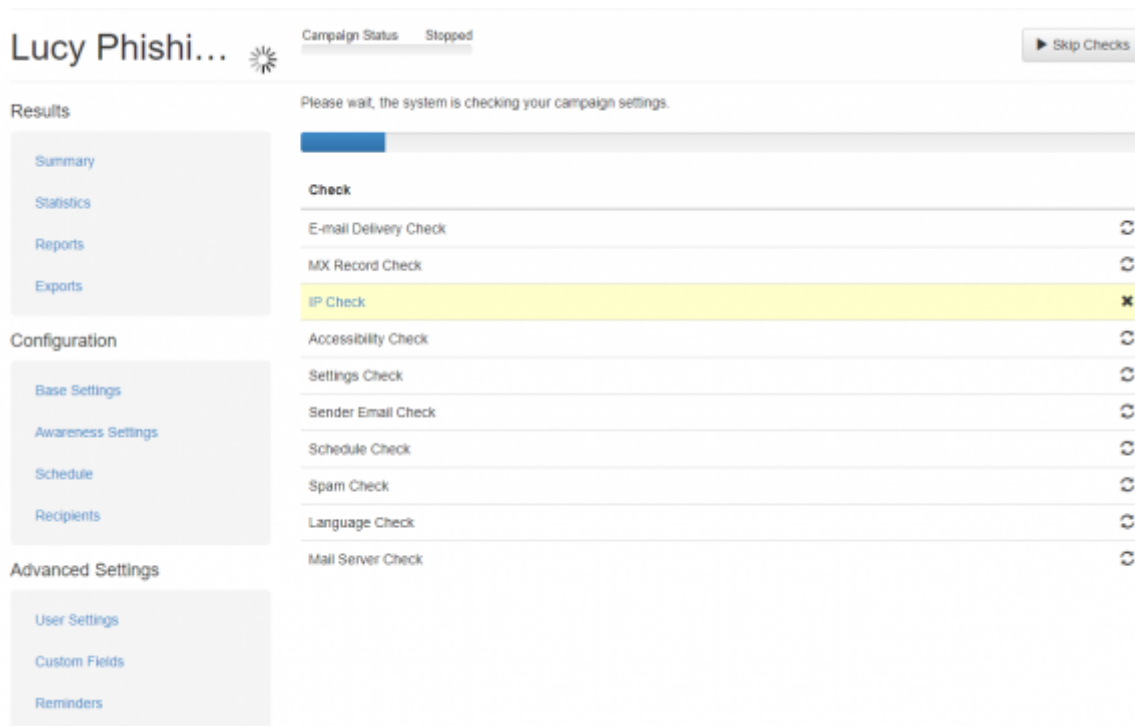 Lucy Phishi...
Campaign Status Stopped
Skip Checks
Results
Summary
Statistics
Reports
Exports
Configuration
Base Settings
Awareness Settings
Schedule
Recipients
Advanced Settings
User Settings
Custom Fields
Reminders
Please wait, the system is checking your campaign settings.
Check
E-mail Delivery Check
MX Record Check
IP Check
Accessibility Check
Settings Check
Sender Email Check
Schedule Check
Spam Check
Language Check
Mail Server Check